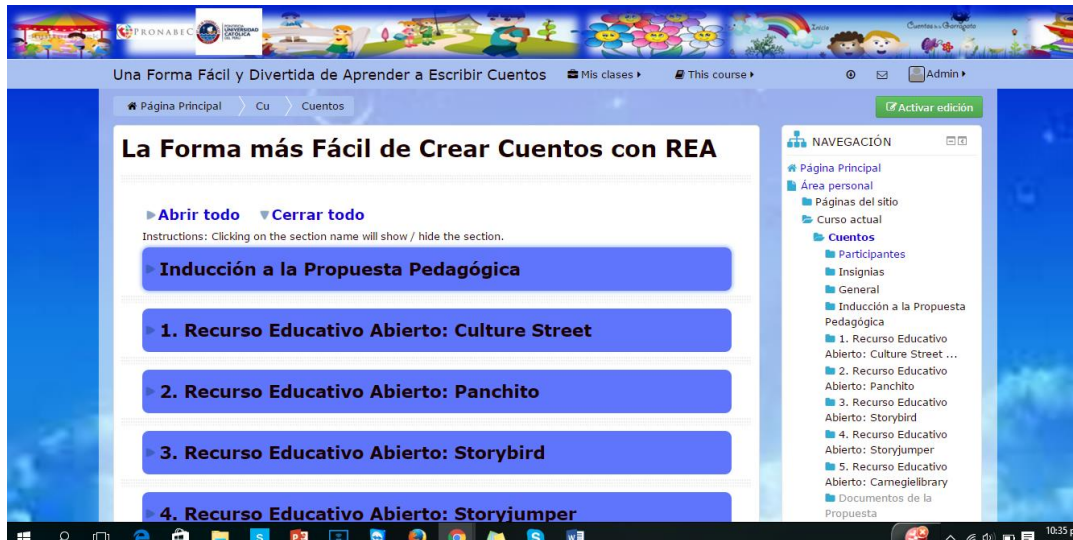 PRONABEC
PONTIFICIA
UNIVERSIDAD
CATÓLICA
DEL PERÚ
Inicia
Cuentas
Garrapata
Una Forma Fácil y Divertida de Aprender a Escribir Cuentos Mis clases This course Admin
Página Principal Cu Cuentos Activar edición
La Forma más Fácil de Crear Cuentos con REA
Abrir todo Cerrar todo
Instructions: Clicking on the section name will show / hide the section.
Inducción a la Propuesta Pedagógica
1. Recurso Educativo Abierto: Culture Street
2. Recurso Educativo Abierto: Panchito
3. Recurso Educativo Abierto: Storybird
4. Recurso Educativo Abierto: Storyjumper
NAVEGACIÓN
Página Principal
Área personal
Páginas del sitio
Curso actual
Cuentos
Participantes
Insignias
General
Inducción a la Propuesta
Pedagógica
1. Recurso Educativo
Abierto: Culture Street ...
2. Recurso Educativo
Abierto: Panchito
3. Recurso Educativo
Abierto: Storybird
4. Recurso Educativo
Abierto: Storyjumper
5. Recurso Educativo
Abierto: Carnegielibrary
Documentos de la
Propuesta
10:35 p